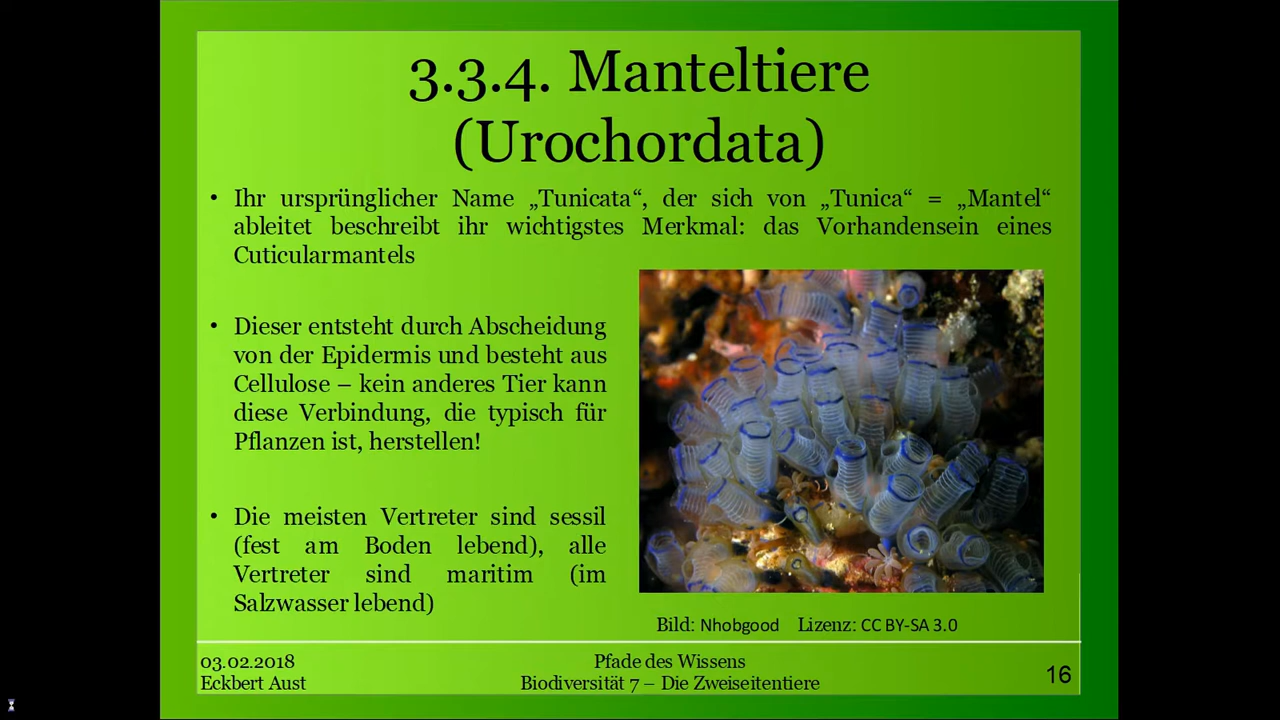 3.3.4. Manteltiere
(Urochordata)
• Ihr ursprünglicher Name „Tunicata“, der sich von „Tunica“ = „Mantel“
ableitet beschreibt ihr wichtigstes Merkmal: das Vorhandensein eines
Cuticularmantels
• Dieser entsteht durch Abscheidung
von der Epidermis und besteht aus
Cellulose – kein anderes Tier kann
diese Verbindung, die typisch für
Pflanzen ist, herstellen!
• Die meisten Vertreter sind sessil
(fest am Boden lebend), alle
Vertreter sind maritim (im
Salzwasser lebend)
Bild: Nhobgood Lizenz: CC BY-SA 3.0
03.02.2018
Eckbert Aust
Pfade des Wissens
Biodiversität 7 – Die Zweiseitentiere
16